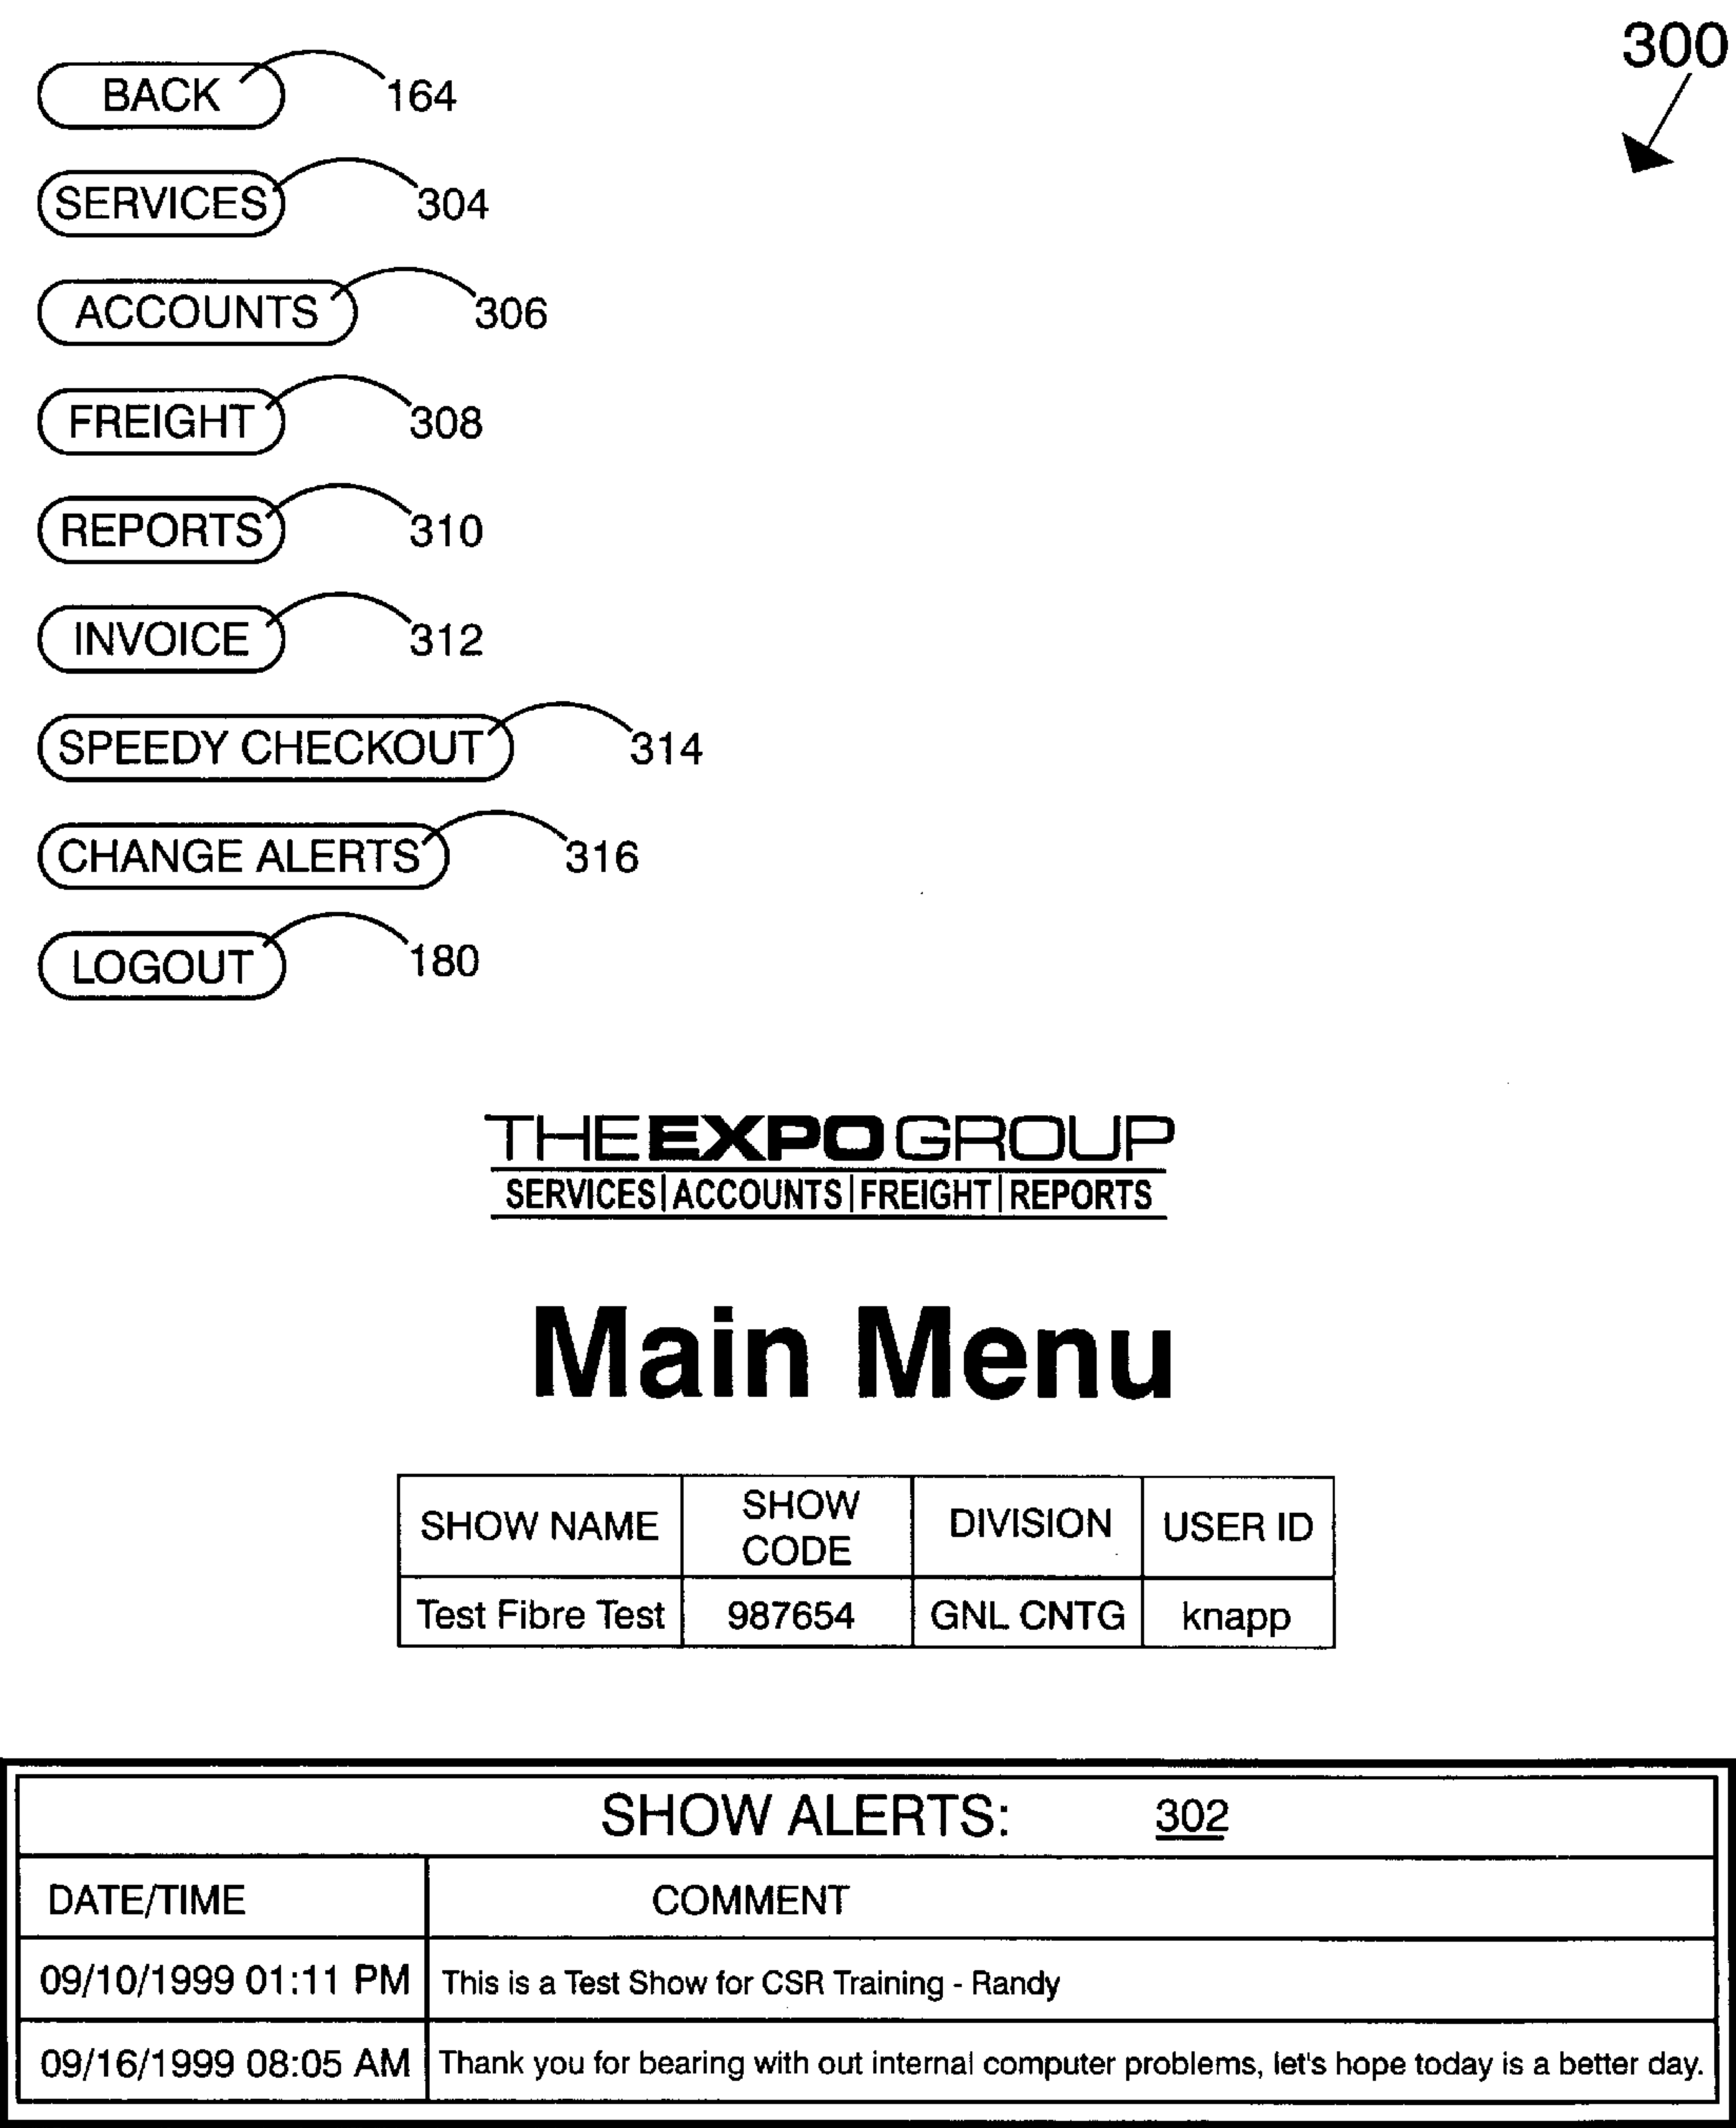 300
BACK 164
SERVICES 304
ACCOUNTS 306
FREIGHT 308
REPORTS 310
INVOICE 312
SPEEDY CHECKOUT 314
CHANGE ALERTS 316
LOGOUT 180
THE EXPO GROUP
SERVICES|ACCOUNTS|FREIGHT|REPORTS
Main Menu
SHOW NAME SHOW CODE DIVISION USER ID
Test Fibre Test 987654 GNL CNTG knapp
SHOW ALERTS: 302
DATE/TIME COMMENT
09/10/1999 01:11 PM This is a Test Show for CSR Training - Randy
09/16/1999 08:05 AM Thank you for bearing with out internal computer problems, let's hope today is a better day.